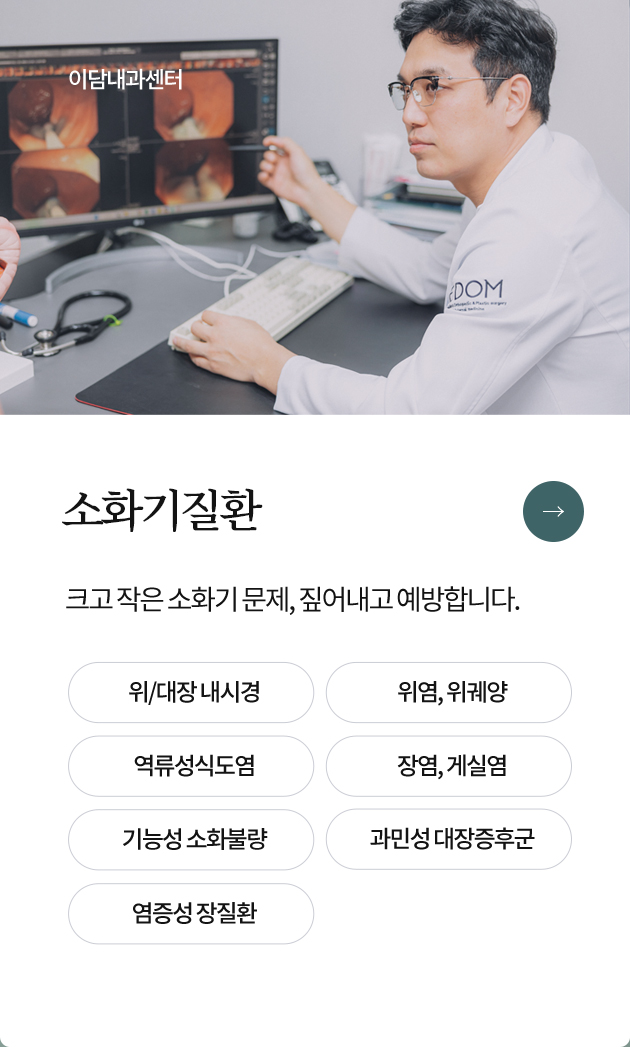 이담내과센터
DOM
소화기질환
크고 작은 소화기 문제, 짚어내고 예방합니다.
위/대장 내시경
위염, 위궤양
역류성식도염
장염, 게실염
기능성 소화불량
과민성 대장증후군
염증성 장질환